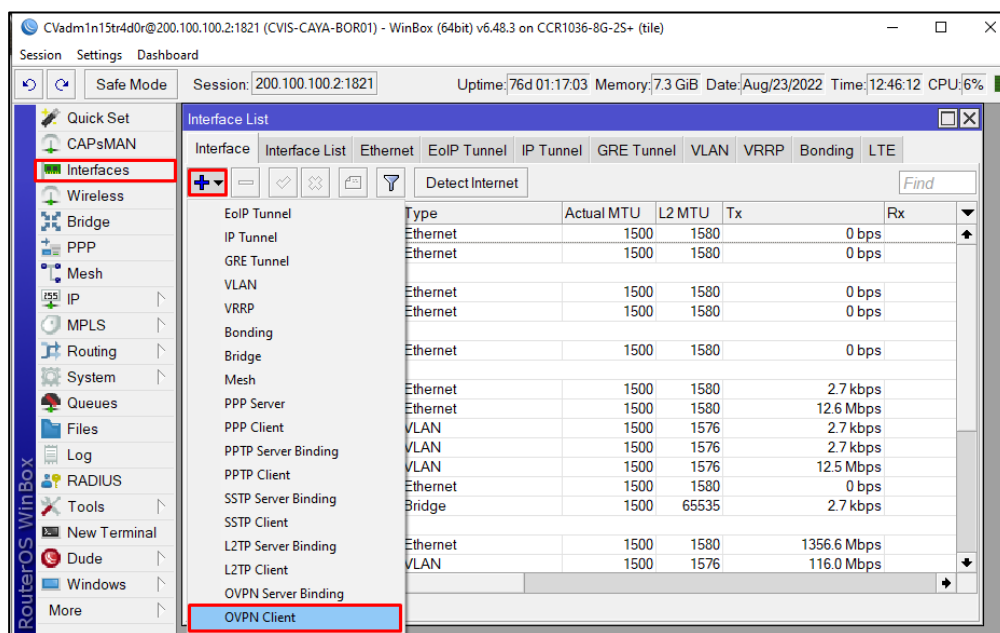 CVadm1n15tr4d0r@200.100.100.2:1821 (CVIS-CAYA-BOR01) - WinBox (64bit) v6.48.3 on CCR1036-8G-2S+ (tile)
Session Settings Dashboard
Safe Mode Session: 200.100.100.2:1821 Uptime: 76d 01:17:03 Memory: 7.3 GiB Date: Aug/23/2022 Time: 12:46:12 CPU: 6%
RouterOS WinBox
Quick Set
CAPsMAN
Interfaces
Wireless
Bridge
PPP
Mesh
IP
MPLS
Routing
System
Queues
Files
Log
RADIUS
Tools
New Terminal
Dude
Windows
More
Interface List
Interface Interface List Ethernet EoIP Tunnel IP Tunnel GRE Tunnel VLAN VRRP Bonding LTE
Detect Internet Find
EoIP Tunnel
IP Tunnel
GRE Tunnel
VLAN
VRRP
Bonding
Bridge
Mesh
PPP Server
PPP Client
PPTP Server Binding
PPTP Client
SSTP Server Binding
SSTP Client
L2TP Server Binding
L2TP Client
OVPN Server Binding
OVPN Client
Type Actual MTU L2 MTU Tx Rx
Ethernet 1500 1580 0 bps
Ethernet 1500 1580 0 bps
Ethernet 1500 1580 0 bps
Ethernet 1500 1580 0 bps
Ethernet 1500 1580 0 bps
Ethernet 1500 1580 2.7 kbps
Ethernet 1500 1580 12.6 Mbps
VLAN 1500 1576 2.7 kbps
VLAN 1500 1576 2.7 kbps
VLAN 1500 1576 12.5 Mbps
Ethernet 1500 1580 0 bps
Bridge 1500 65535 2.7 kbps
Ethernet 1500 1580 1356.6 Mbps
VLAN 1500 1576 116.0 Mbps